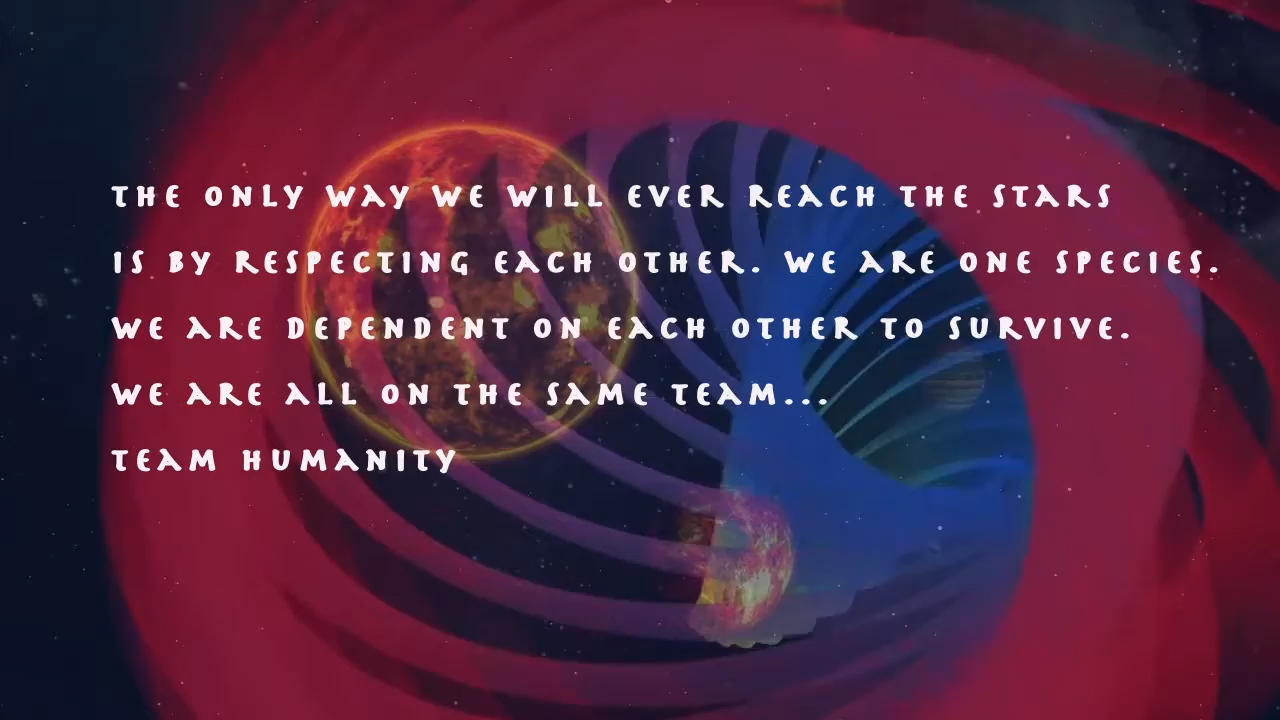 THE ONLY WAY WE WILL EVER REACH THE STARS
IS BY RESPECTING EACH OTHER. WE ARE ONE SPECIES.
WE ARE DEPENDENT ON EACH OTHER TO SURVIVE.
WE ARE ALL ON THE SAME TEAM...
TEAM HUMANITY